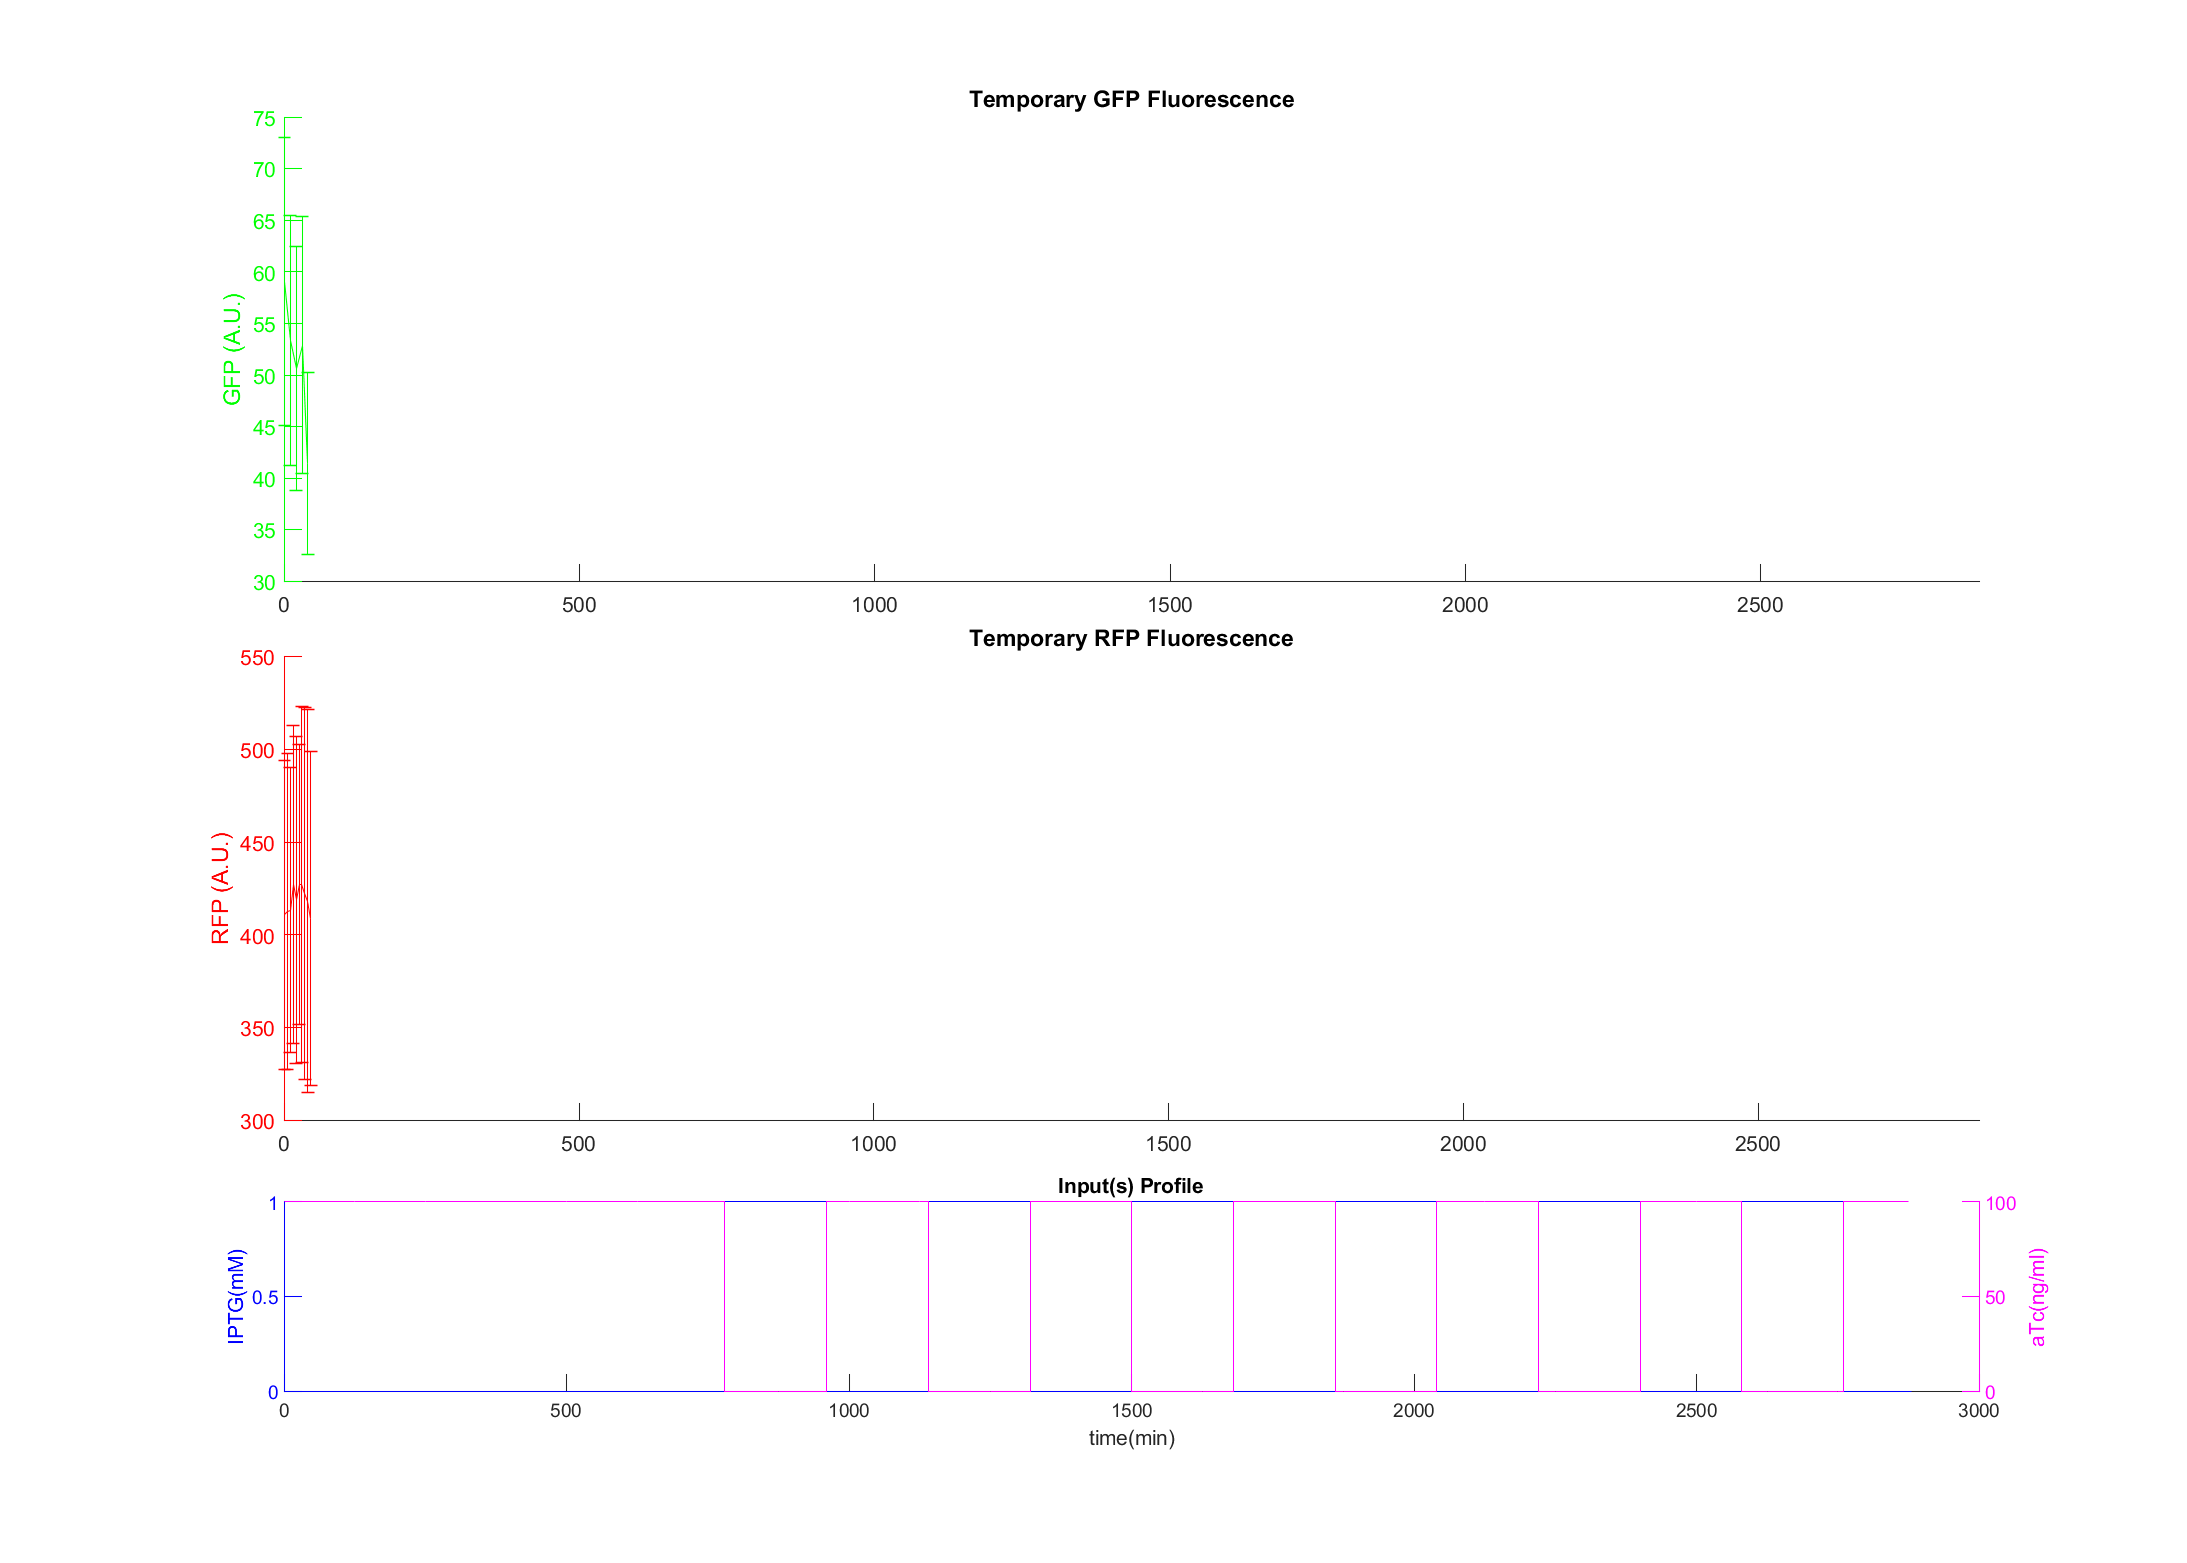 Temporary GFP Fluorescence
75
70
65
60
55
50
45
40
35
30
GFP (A.U.)
0 500 1000 1500 2000 2500
Temporary RFP Fluorescence
550
500
450
400
350
300
RFP (A.U.)
0 500 1000 1500 2000 2500
Input(s) Profile
1
0.5
0
IPTG(mM)
100
50
0
aTc(ng/ml)
0 500 1000 1500 2000 2500 3000
time(min)